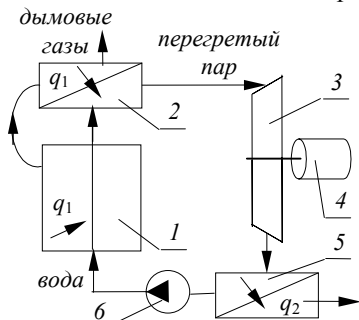 дымовые
газы
перегретый
пар
q1
2
3
q1
1
4
вода
5
6
q2